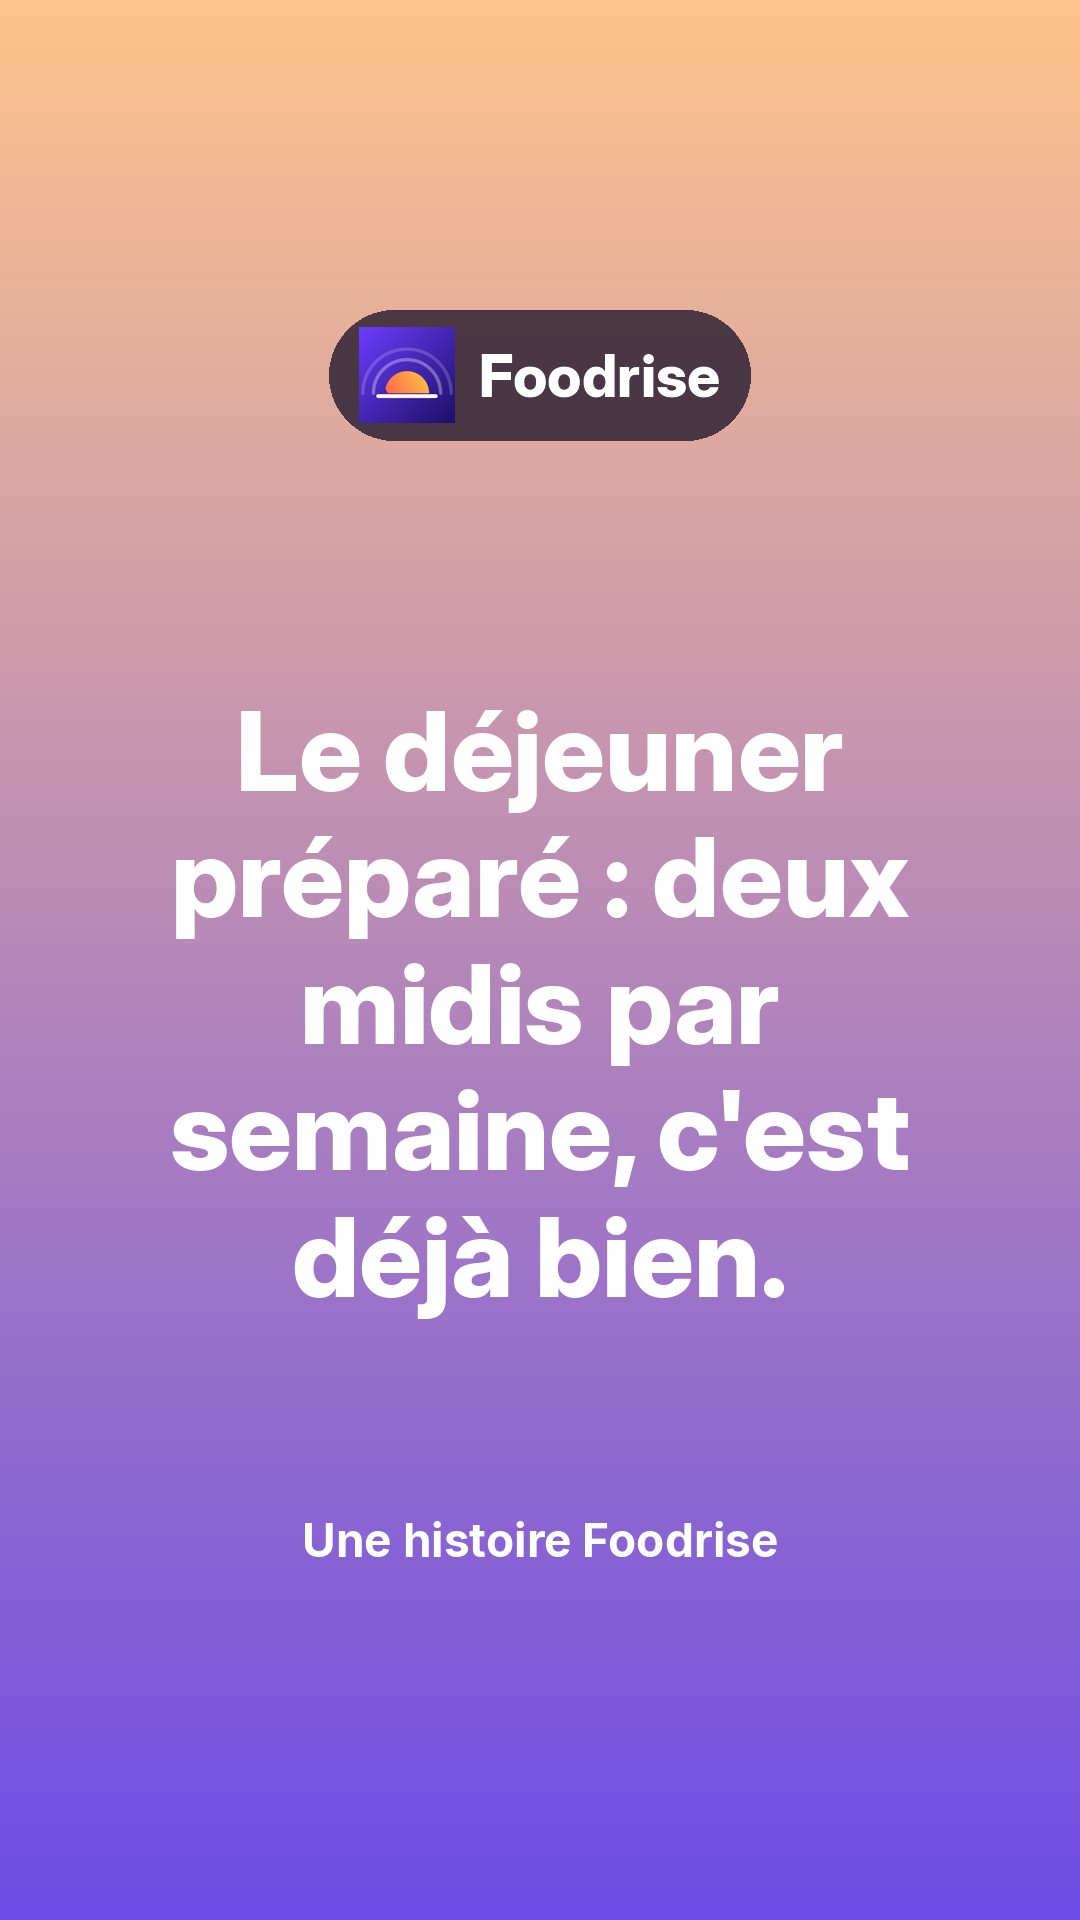 Foodrise
Le déjeuner
préparé : deux
midis par
semaine, c'est
déjà bien.
Une histoire Foodrise